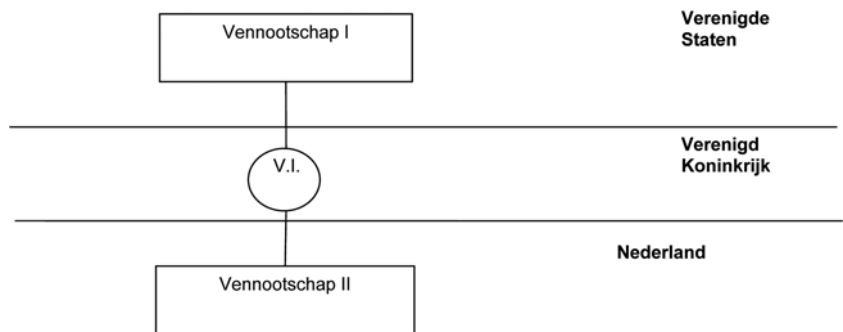 Vennootschap I
Verenigde
Staten
V.I.
Verenigd
Koninkrijk
Nederland
Vennootschap II